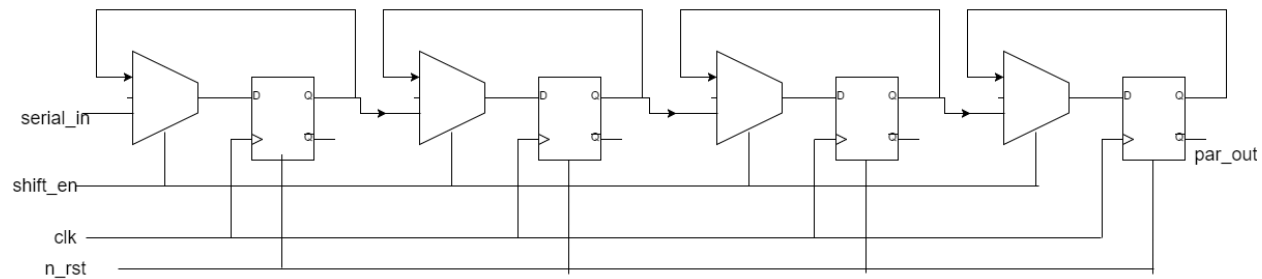 serial_in
D Q Q
D Q Q
D Q Q
D Q Q
par_out
shift_en
clk
n_rst